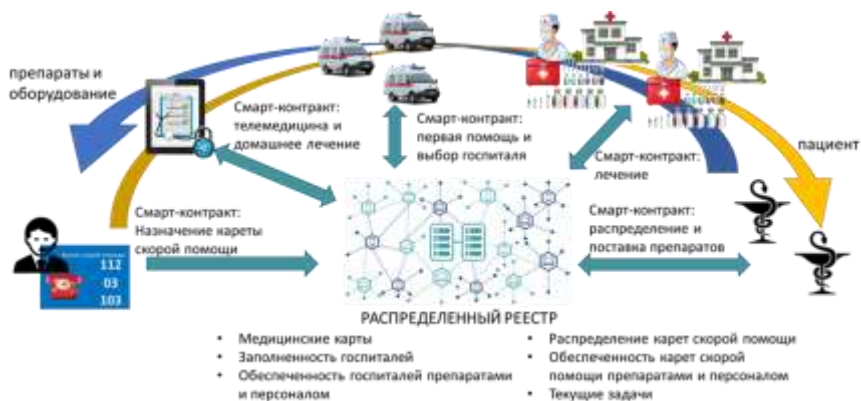 препараты и
оборудование
Смарт-контракт:
телемедицина и
домашнее лечение
Смарт-контракт:
первая помощь и
выбор госпиталя
Смарт-контракт:
лечение
пациент
Смарт-контракт:
Назначение кареты
скорой помощи
Смарт-контракт:
распределение и
поставка препаратов
112
03
103
РАСПРЕДЕЛЕННЫЙ РЕЕСТР
• Медицинские карты
• Заполненность госпиталей
• Обеспеченность госпиталей препаратами
и персоналом
• Распределение карет скорой помощи
• Обеспеченность карет скорой
помощи препаратами и персоналом
• Текущие задачи